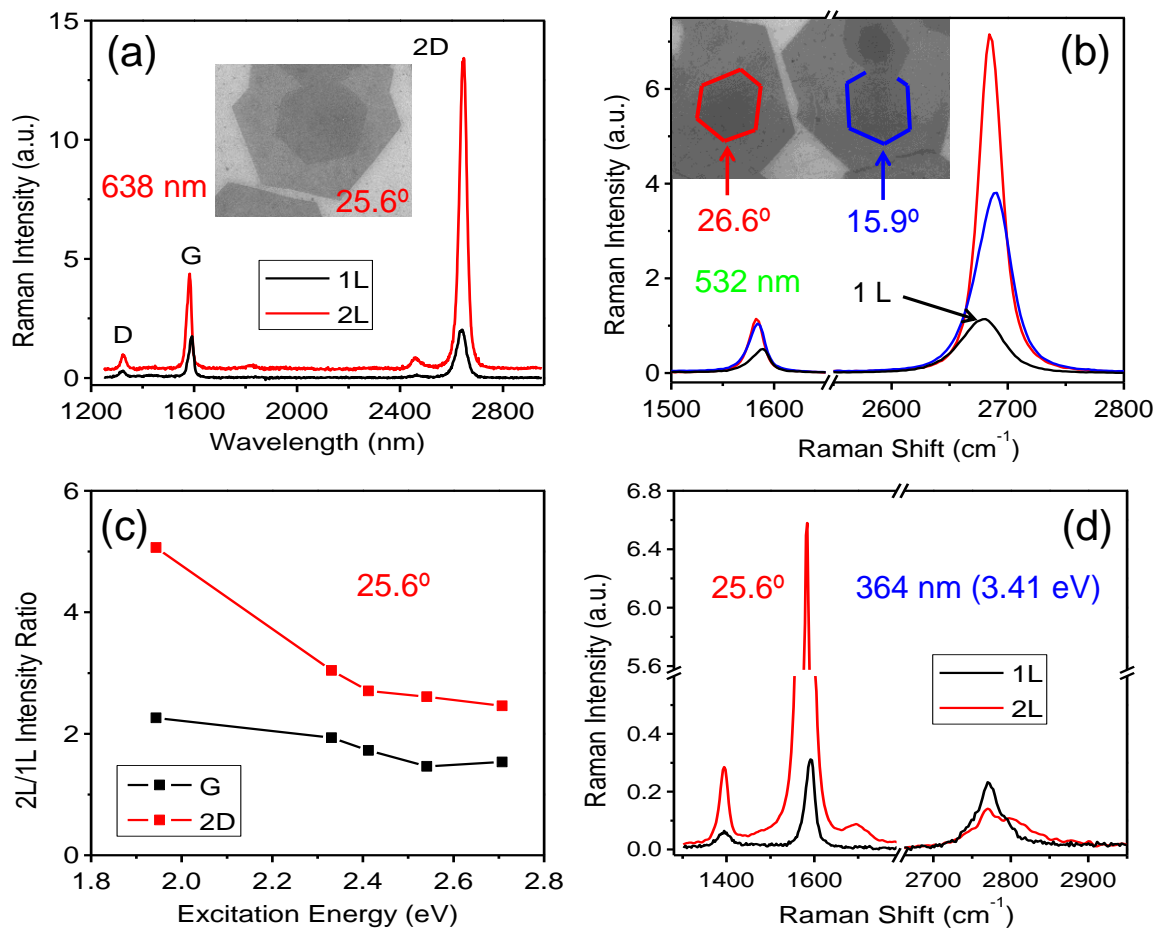 (a)
2D
638 nm
25.6º
G
D
1L
2L
15
10
5
0
1200 1600 2000 2400 2800
Raman Intensity (a.u.)
Wavelength (nm)
(b)
26.6º
15.9º
532 nm
1 L
6
4
2
0
1500 1600 2600 2700 2800
Raman Intensity (a.u.)
Raman Shift (cm⁻¹)
(c)
25.6º
G
2D
6
4
2
0
1.8 2.0 2.2 2.4 2.6 2.8
2L/1L Intensity Ratio
Excitation Energy (eV)
(d)
25.6º
364 nm (3.41 eV)
1L
2L
6.8
6.4
6.0
5.6
0.4
0.2
0.0
1400 1600 2700 2800 2900
Raman Intensity (a.u.)
Raman Shift (cm⁻¹)